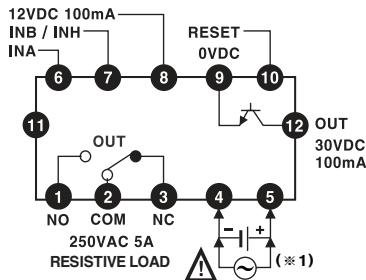 12VDC 100mA
INB / INH
INA
RESET
0VDC
6 7 8 9 10
11
12
OUT
30VDC
100mA
OUT
1 2 3 4 5
NO COM NC
- +
250VAC 5A
RESISTIVE LOAD
(※1)